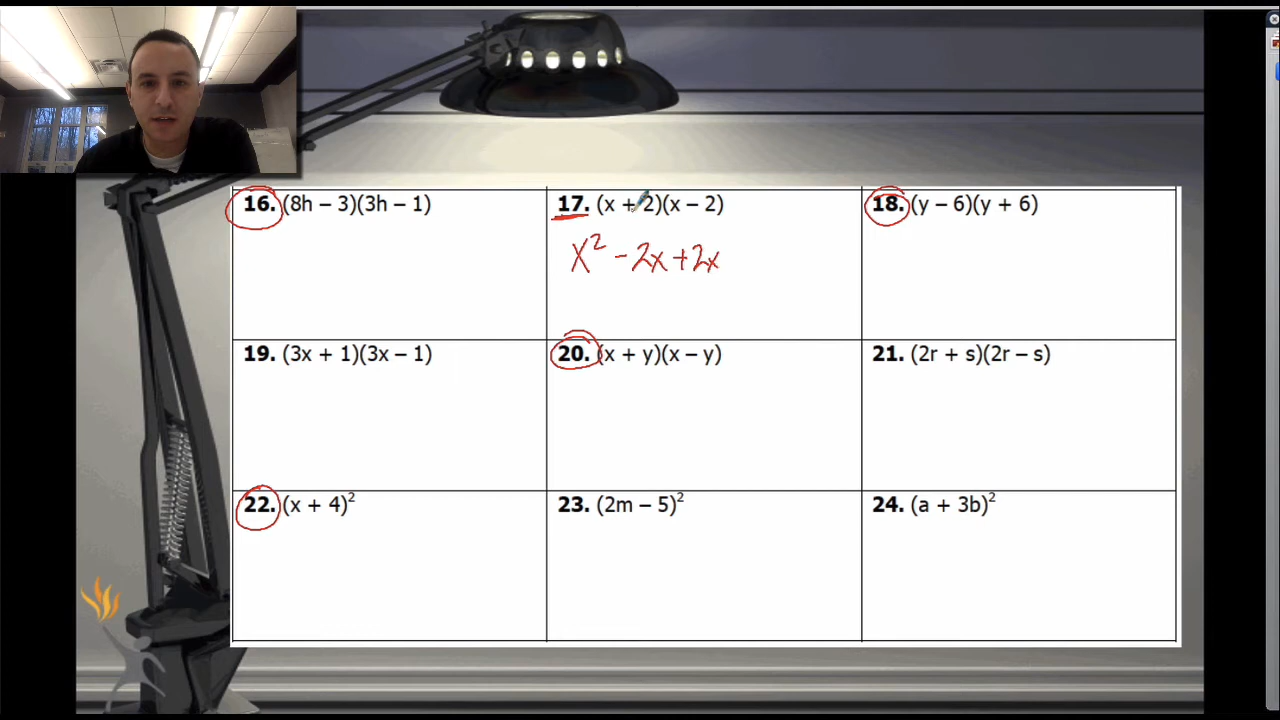 16. (8h – 3)(3h – 1)
17. (x + 2)(x – 2)
x² - 2x + 2x
18. (y – 6)(y + 6)
19. (3x + 1)(3x – 1)
20. (x + y)(x – y)
21. (2r + s)(2r – s)
22. (x + 4)²
23. (2m – 5)²
24. (a + 3b)²